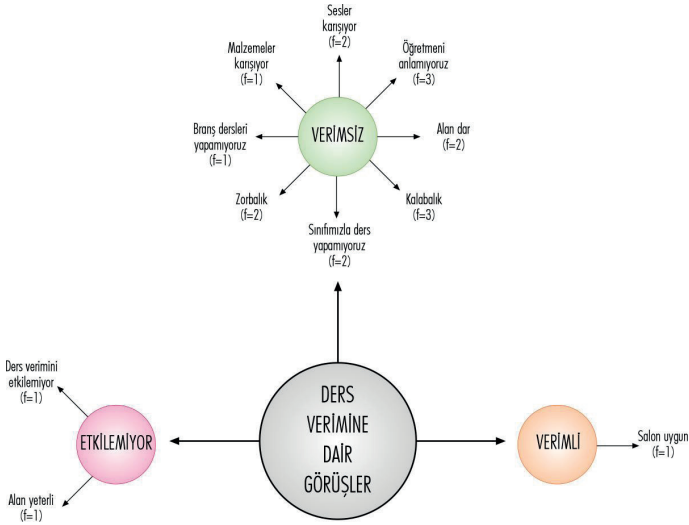 Sesler
karışıyor
(f=2)
Malzemeler
karışıyor
(f=1)
Öğretmeni
anlamıyoruz
(f=3)
Branş dersleri
yapamıyoruz
(f=1)
VERİMSİZ
Alan dar
(f=2)
Zorbalık
(f=2)
Kalabalık
(f=3)
Sınıfımızla ders
yapamıyoruz
(f=2)
Ders verimini
etkilemiyor
(f=1)
ETKİLEMİYOR
Alan yeterli
(f=1)
DERS
VERİMİNE
DAİR
GÖRÜŞLER
VERİMLİ
Salon uygun
(f=1)